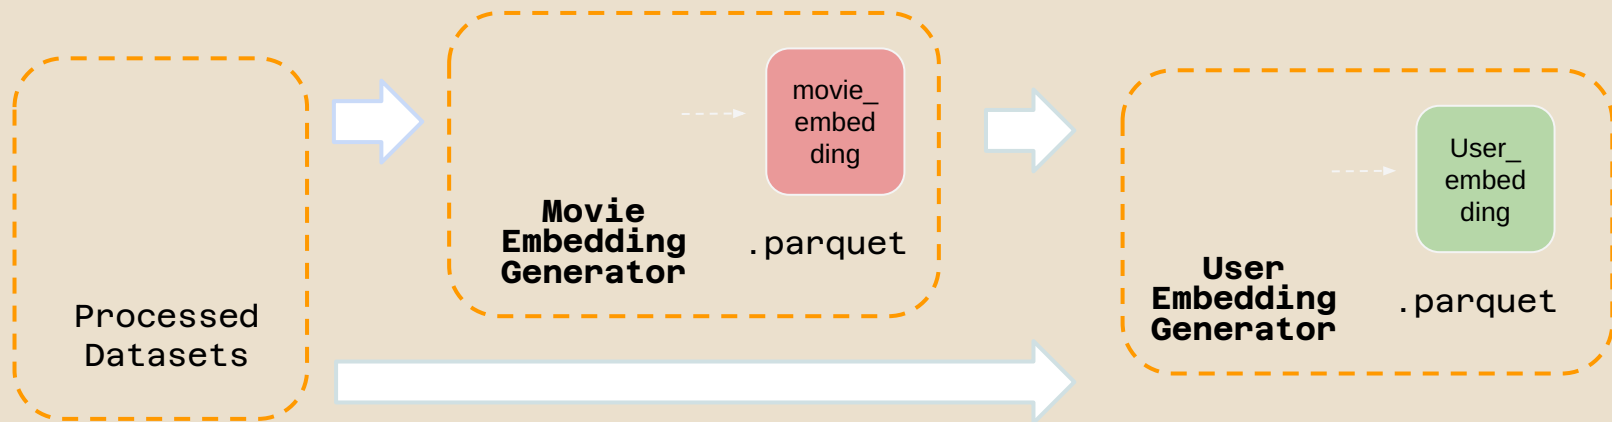 Processed
Datasets
Movie
Embedding
Generator
movie_
embed
ding
.parquet
User
Embedding
Generator
User_
embed
ding
.parquet